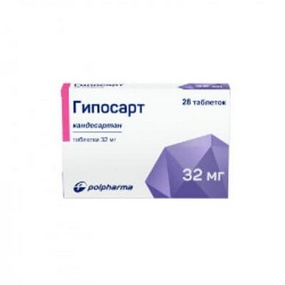 Гипосарт
28 таблеток
кандесартан
таблетки 32 мг
32 мг
polpharma